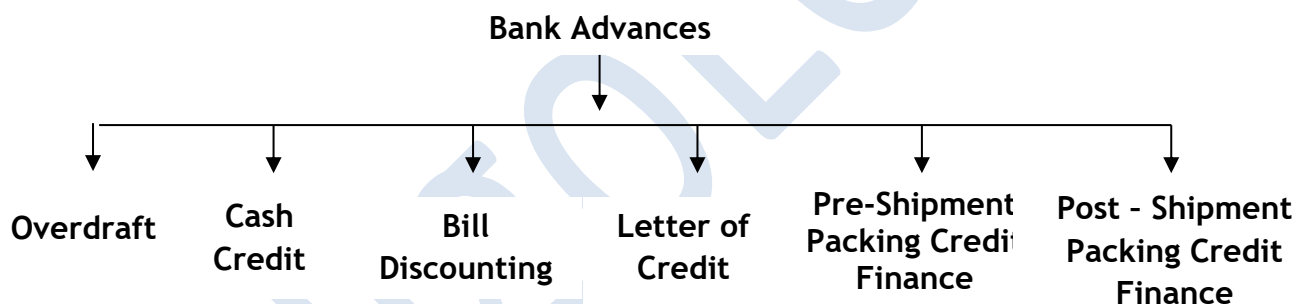 Bank Advances
Overdraft
Cash
Credit
Bill
Discounting
Letter of
Credit
Pre-Shipment
Packing Credit
Finance
Post - Shipment
Packing Credit
Finance